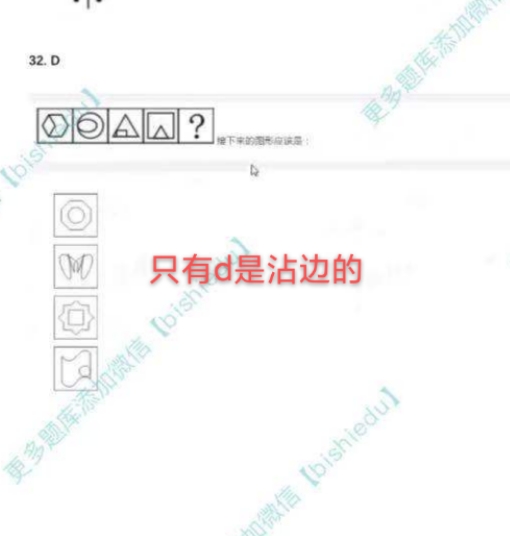 更多题库添加微信
32. D
【bishiedu】
?
接下来的图形应该是：
只有d是沾边的
更多题库添加微信【bishiedu】
添加微信【bishiedu】